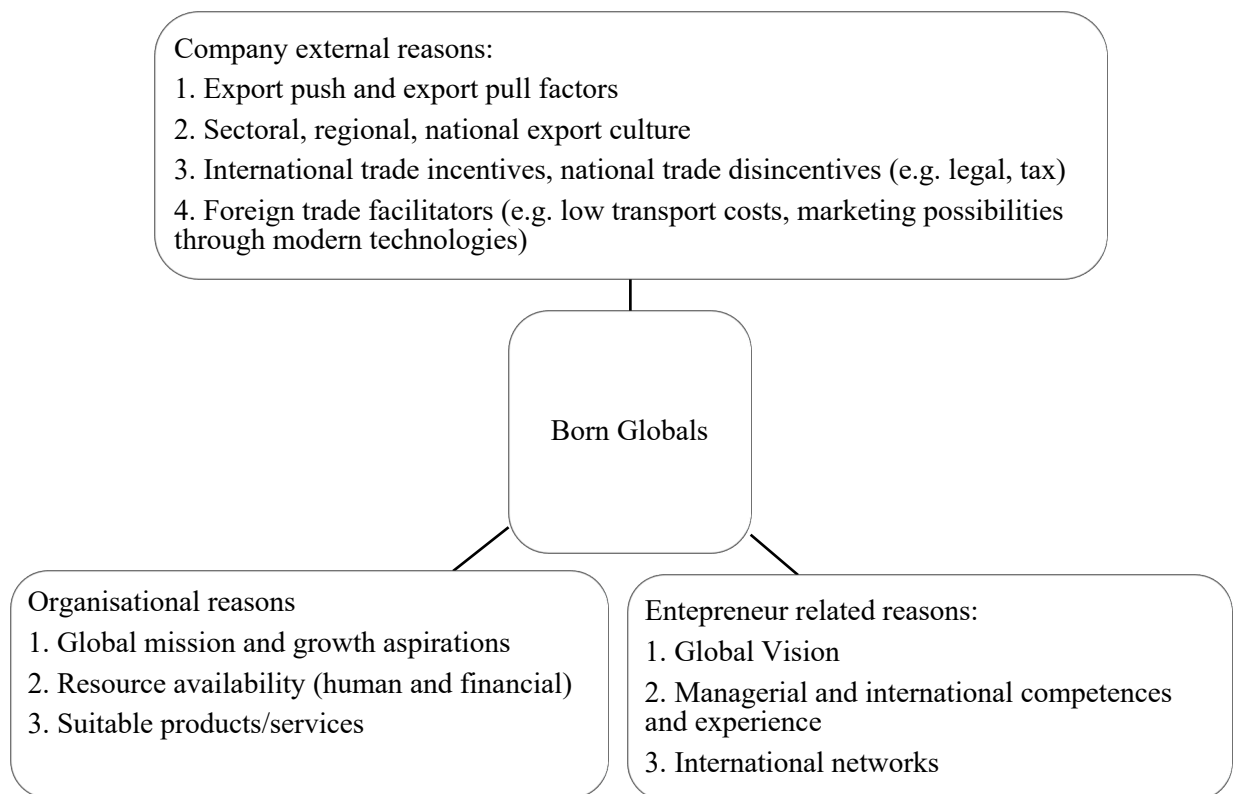 Company external reasons:
1. Export push and export pull factors
2. Sectoral, regional, national export culture
3. International trade incentives, national trade disincentives (e.g. legal, tax)
4. Foreign trade facilitators (e.g. low transport costs, marketing possibilities
through modern technologies)
Born Globals
Organisational reasons
1. Global mission and growth aspirations
2. Resource availability (human and financial)
3. Suitable products/services
Entepreneur related reasons:
1. Global Vision
2. Managerial and international competences
and experience
3. International networks